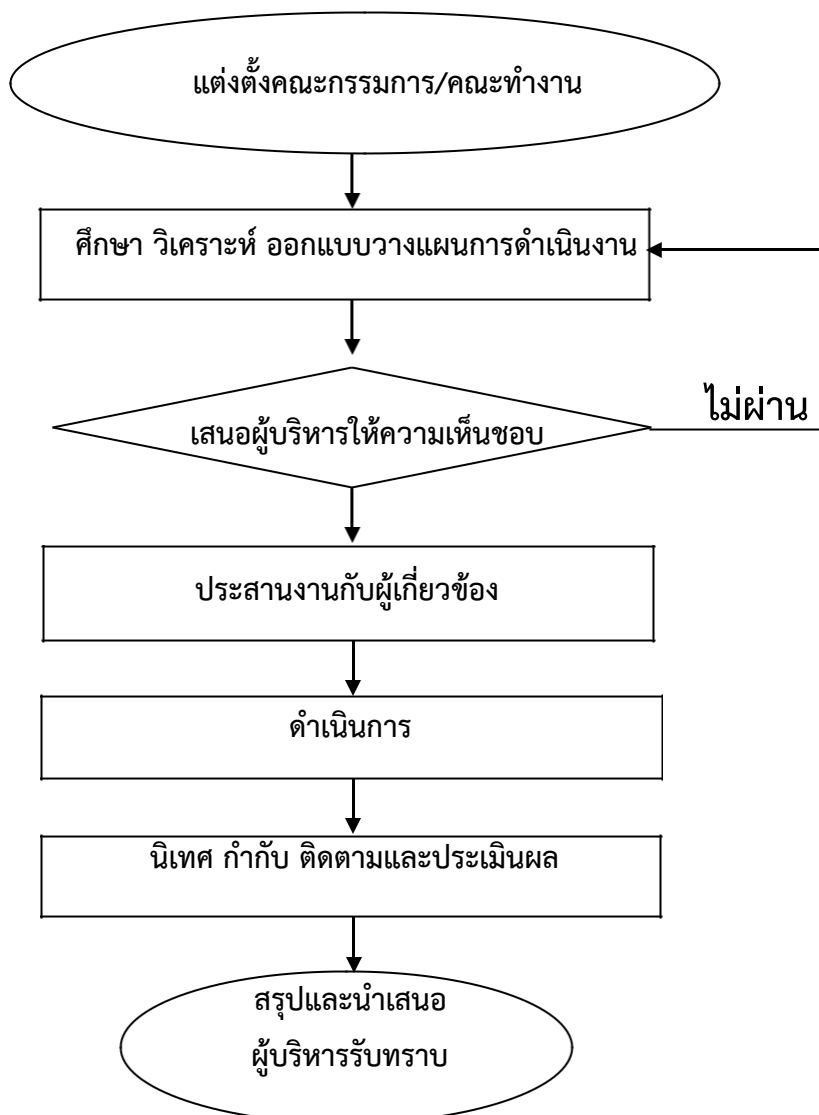 แต่งตั้งคณะกรรมการ/คณะทำงาน
ศึกษา วิเคราะห์ ออกแบบวางแผนการดำเนินงาน
ไม่ผ่าน
เสนอผู้บริหารให้ความเห็นชอบ
ประสานงานกับผู้เกี่ยวข้อง
ดำเนินการ
นิเทศ กำกับ ติดตามและประเมินผล
สรุปและนำเสนอ
ผู้บริหารรับทราบ